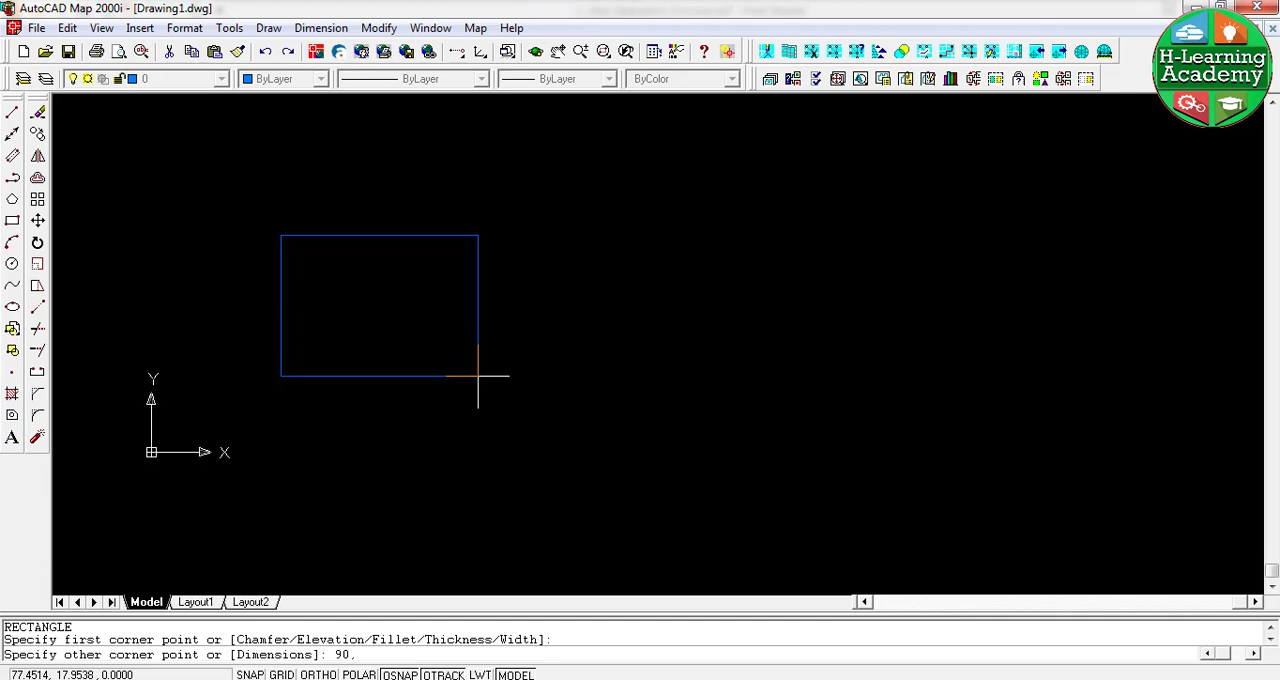 AutoCAD Map 2000i - [Drawing1.dwg]
File Edit View Insert Format Tools Draw Dimension Modify Window Map Help
H-Learning
Academy
0 ByLayer ByLayer ByLayer ByColor
Y
X
A
Model Layout1 Layout2
RECTANGLE
Specify first corner point or [Chamfer/Elevation/Fillet/Thickness/Width]:
Specify other corner point or [Dimensions]: 90,
77.4514, 17.9538, 0.0000 SNAP GRID ORTHO POLAR OSNAP OTRACK LWT MODEL